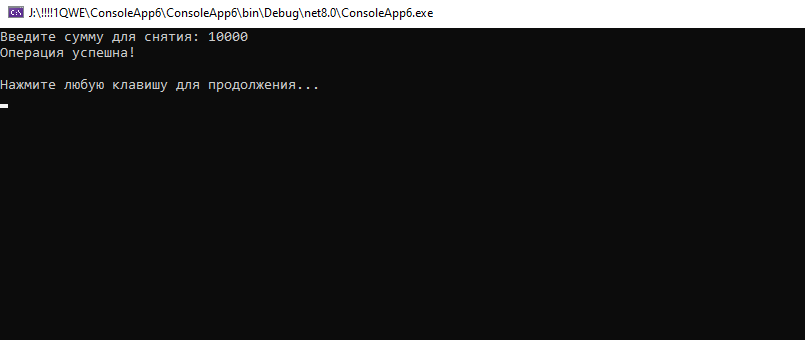 J:\!!!!1QWE\ConsoleApp6\ConsoleApp6\bin\Debug\net8.0\ConsoleApp6.exe
Введите сумму для снятия: 10000
Операция успешна!
Нажмите любую клавишу для продолжения...